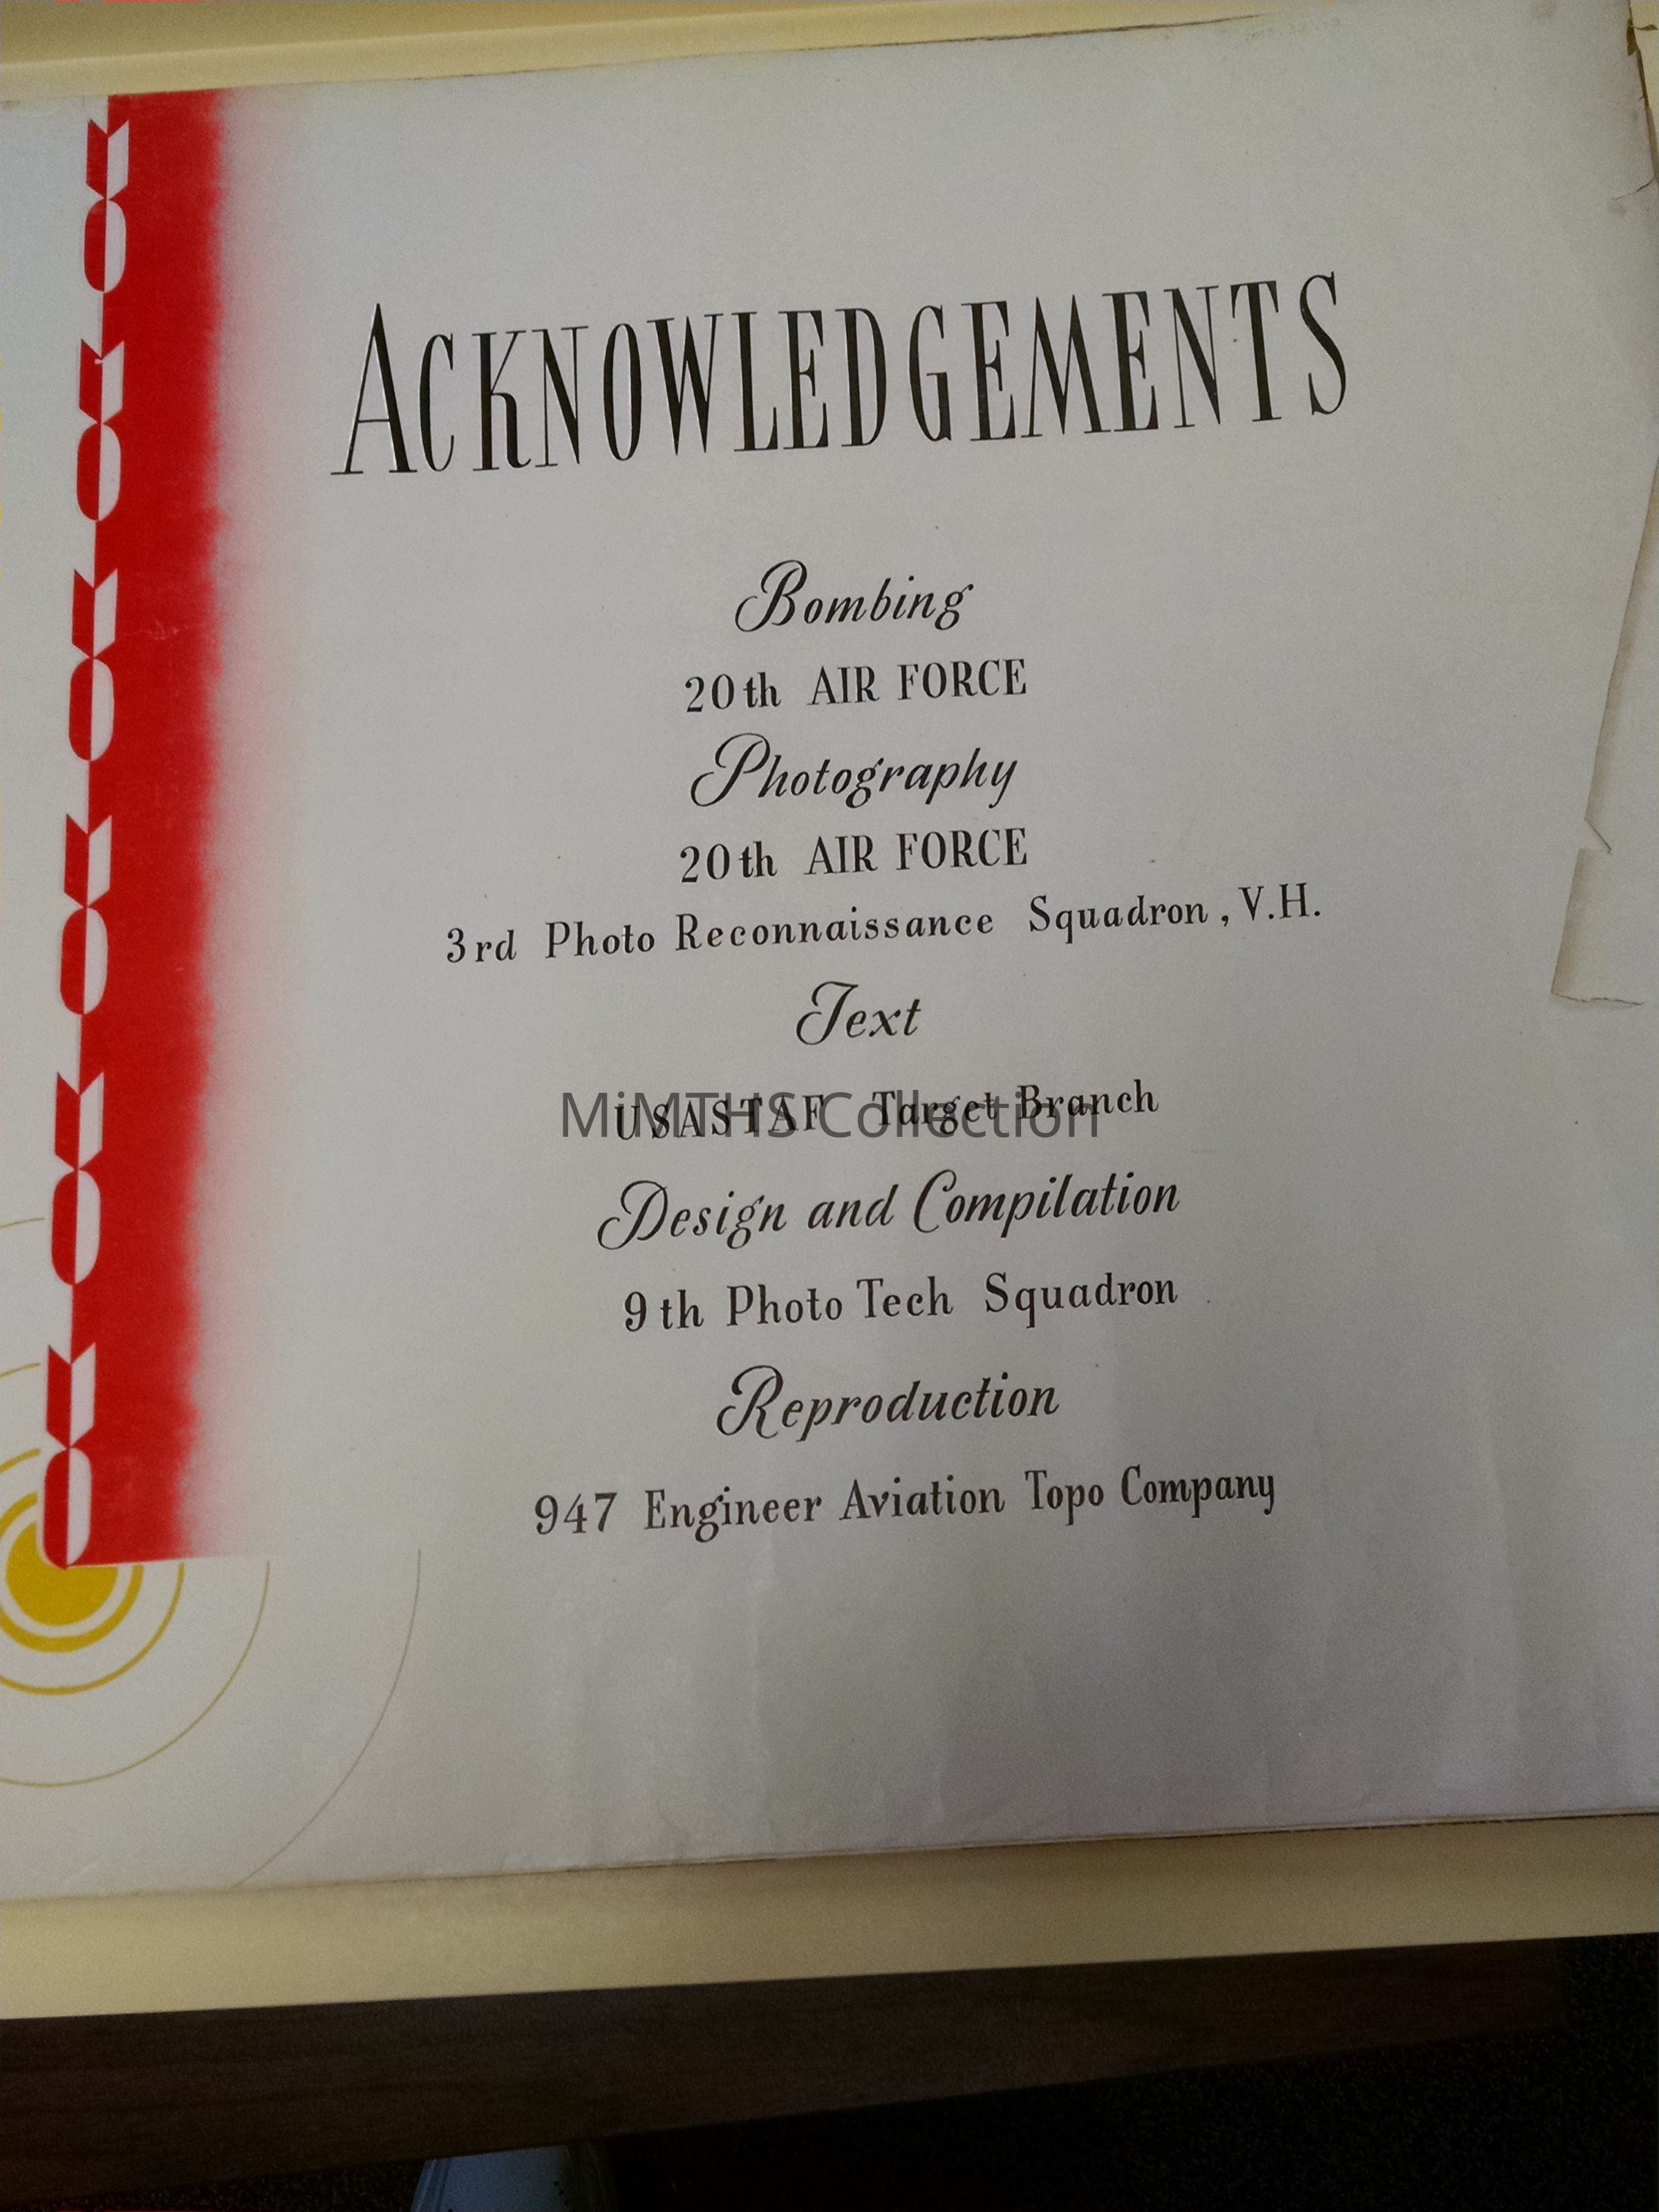 ACKNOWLEDGEMENTS
Bombing
20th AIR FORCE
Photography
20th AIR FORCE
3rd Photo Reconnaissance Squadron, V.H.
Text
USASTAF Target Branch
MiMTHS Collection
Design and Compilation
9th Photo Tech Squadron
Reproduction
947 Engineer Aviation Topo Company